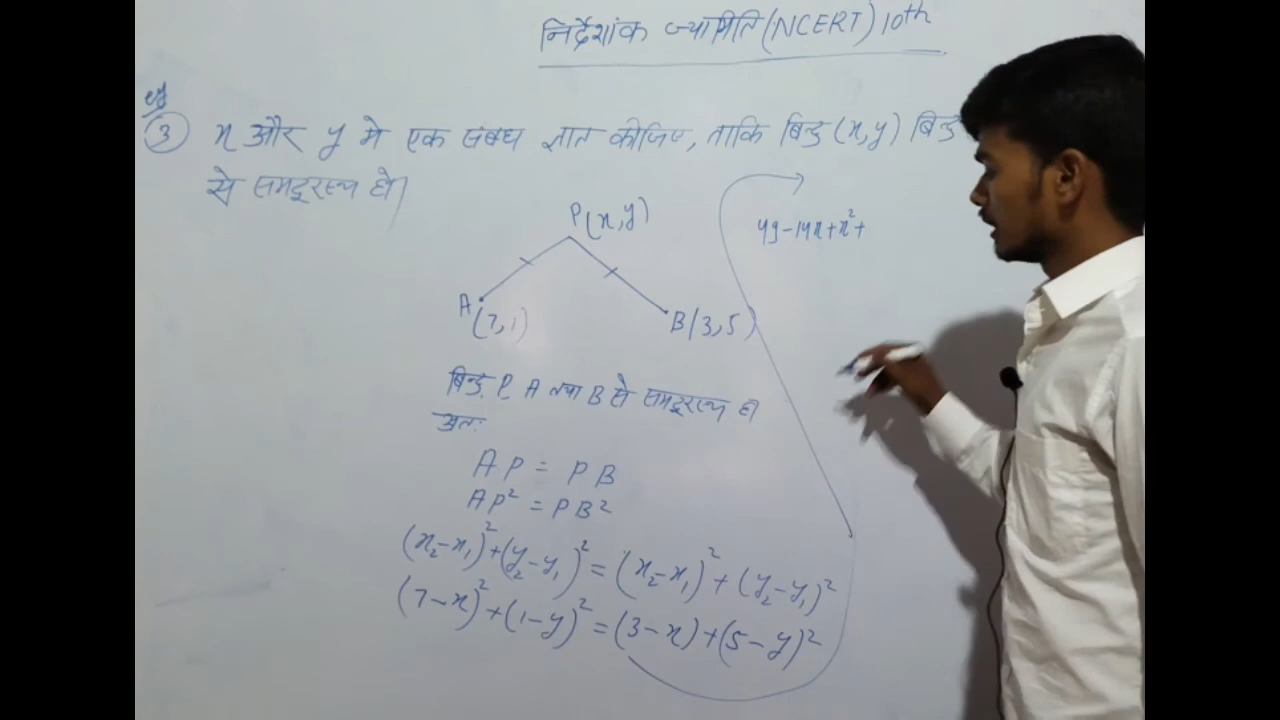 निर्देशांक ज्यामिति (NCERT) 10th
③ x और y मे एक संबध ज्ञात कीजिए, ताकि बिन्दु (x,y) बिन्दु
से समदूरस्थ हो।
P(x,y)
A
(7,1)
B(3,5)
बिन्दु P, A तथा B से समदूरस्थ हो
अतः
AP = PB
AP² = PB²
(x₂-x₁)²+(y₂-y₁)² = (x₂-x₁)²+(y₂-y₁)²
(7-x)²+(1-y)² = (3-x)+(5-y)²
49-14x+x²+